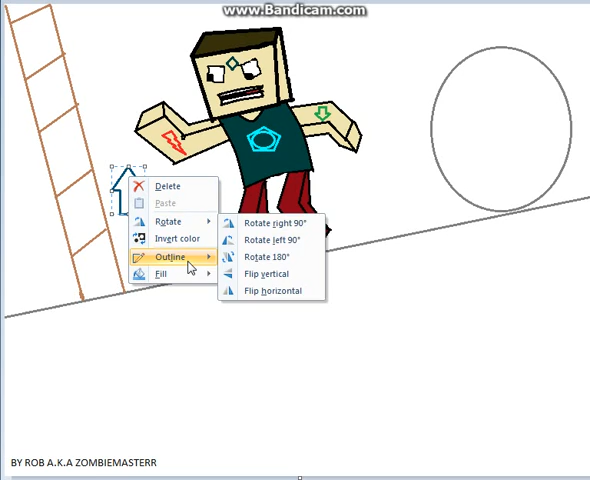 www.Bandicam.com
Delete
Paste
Rotate
Invert color
Outline
Fill
Rotate right 90°
Rotate left 90°
Rotate 180°
Flip vertical
Flip horizontal
BY ROB A.K.A ZOMBIEMASTERR